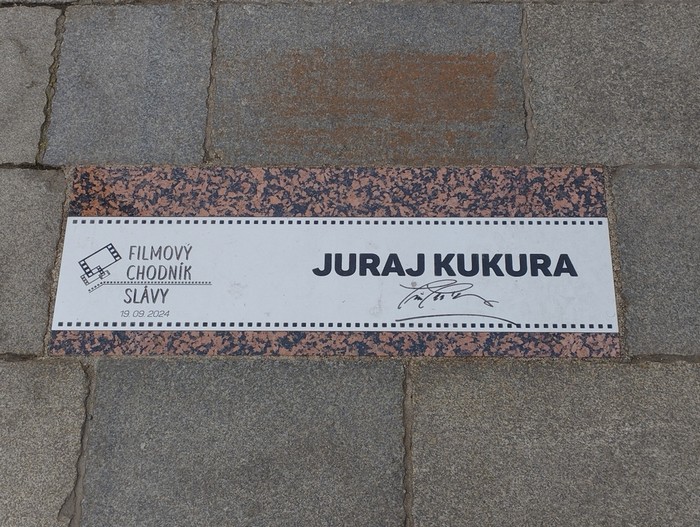 FILMOVÝ
CHODNÍK
SLÁVY
19.09.2024
JURAJ KUKURA